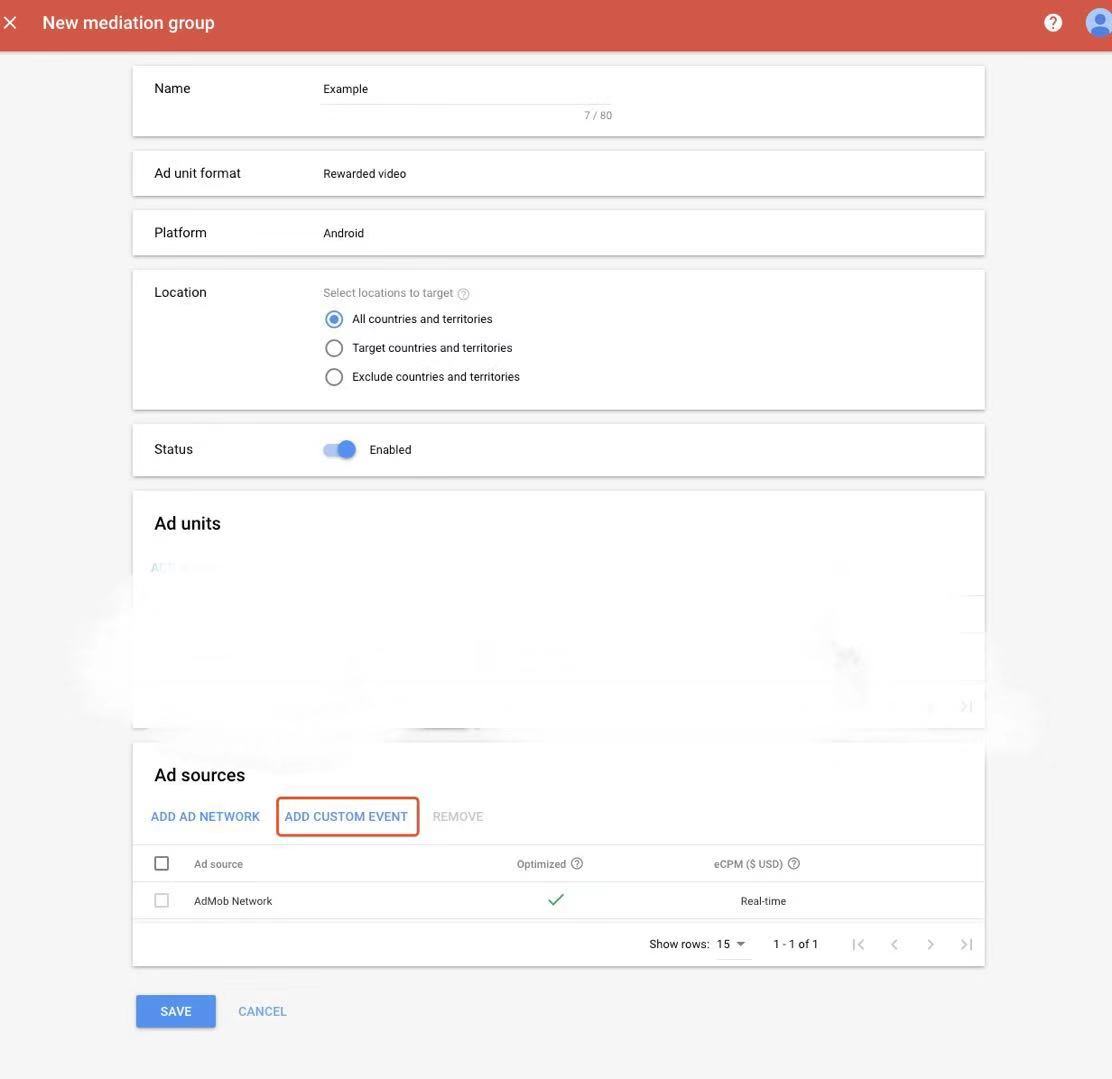 New mediation group
Name Example
7 / 80
Ad unit format Rewarded video
Platform Android
Location Select locations to target
All countries and territories
Target countries and territories
Exclude countries and territories
Status Enabled
Ad units
Ad sources
ADD AD NETWORK ADD CUSTOM EVENT REMOVE
Ad source Optimized eCPM ($ USD)
AdMob Network Real-time
Show rows: 15 1 - 1 of 1
SAVE CANCEL